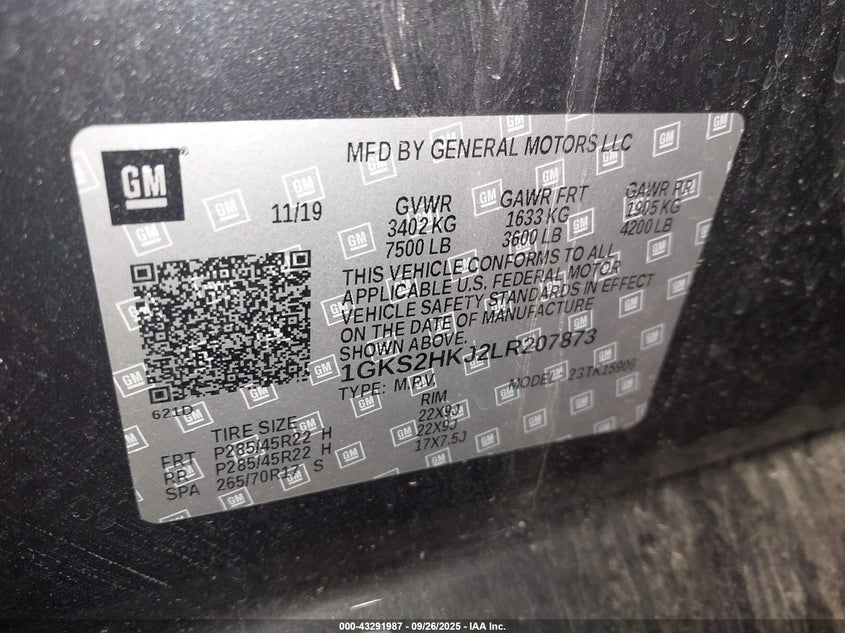 GM
MFD BY GENERAL MOTORS LLC
11/19
GVWR GAWR FRT GAWR RR
3402 KG 1633 KG 1905 KG
7500 LB 3600 LB 4200 LB
THIS VEHICLE CONFORMS TO ALL
APPLICABLE U.S. FEDERAL MOTOR
VEHICLE SAFETY STANDARDS IN EFFECT
ON THE DATE OF MANUFACTURE
SHOWN ABOVE.
1GKS2HKJ2LR207873
TYPE: M.P.V. MODEL: 23TK15906
621D
TIRE SIZE RIM
FRT P285/45R22 H 22X9J
RR P285/45R22 H 22X9J
SPA 265/70R17 S 17X7.5J
000-43291987 - 09/26/2025 - IAA Inc.